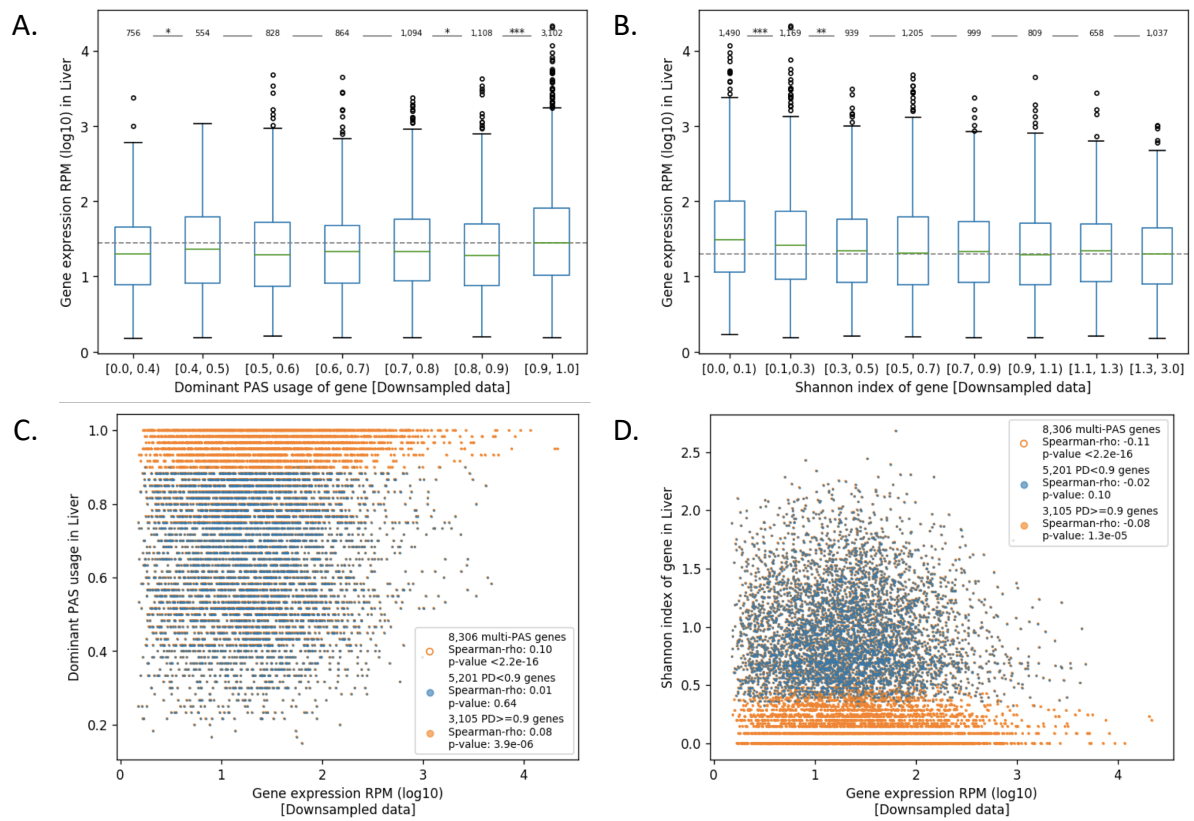 A.
756 * 554 828 864 1,094 * 1,108 *** 3,102
4
3
2
1
0
Gene expression RPM (log10) in Liver
[0.0, 0.4) [0.4, 0.5) [0.5, 0.6) [0.6, 0.7) [0.7, 0.8) [0.8, 0.9) [0.9, 1.0]
Dominant PAS usage of gene [Downsampled data]
B.
1,490 *** 1,169 ** 939 1,205 999 809 658 1,037
4
3
2
1
0
Gene expression RPM (log10) in Liver
[0.0, 0.1) [0.1,0.3) [0.3, 0.5) [0.5, 0.7) [0.7, 0.9) [0.9, 1.1) [1.1, 1.3) [1.3, 3.0]
Shannon index of gene [Downsampled data]
C.
1.0
0.8
0.6
0.4
0.2
Dominant PAS usage in Liver
8,306 multi-PAS genes
Spearman-rho: 0.10
p-value <2.2e-16
5,201 PD<0.9 genes
Spearman-rho: 0.01
p-value: 0.64
3,105 PD>=0.9 genes
Spearman-rho: 0.08
p-value: 3.9e-06
0 1 2 3 4
Gene expression RPM (log10)
[Downsampled data]
D.
2.5
2.0
1.5
1.0
0.5
0.0
Shannon index of gene in Liver
8,306 multi-PAS genes
Spearman-rho: -0.11
p-value <2.2e-16
5,201 PD<0.9 genes
Spearman-rho: -0.02
p-value: 0.10
3,105 PD>=0.9 genes
Spearman-rho: -0.08
p-value: 1.3e-05
0 1 2 3 4
Gene expression RPM (log10)
[Downsampled data]